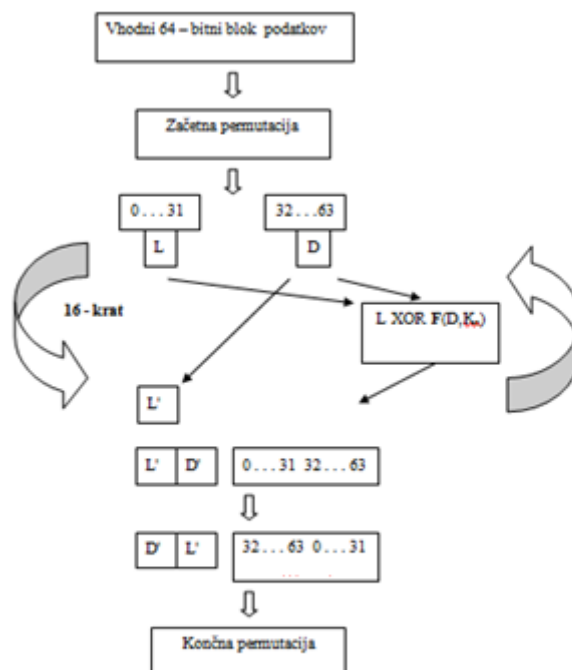 Vhodni 64 – bitni blok podatkov
Začetna permutacija
0 . . . 31
32 . . . 63
L
D
16 - krat
L XOR F(D,Kₙ)
L'
L' D' 0 . . . 31 32 . . . 63
D' L' 32 . . . 63 0 . . . 31
Končna permutacija